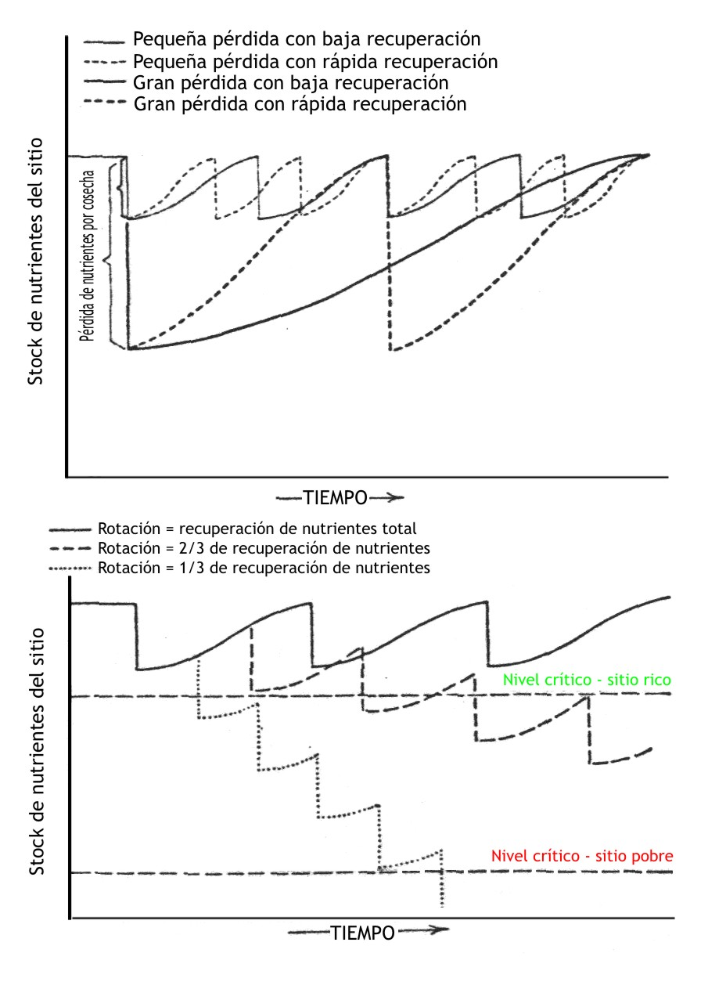 Pequeña pérdida con baja recuperación
Pequeña pérdida con rápida recuperación
Gran pérdida con baja recuperación
Gran pérdida con rápida recuperación
Stock de nutrientes del sitio
Pérdida de nutrientes por cosecha
TIEMPO
Rotación = recuperación de nutrientes total
Rotación = 2/3 de recuperación de nutrientes
Rotación = 1/3 de recuperación de nutrientes
Stock de nutrientes del sitio
Nivel crítico - sitio rico
Nivel crítico - sitio pobre
TIEMPO